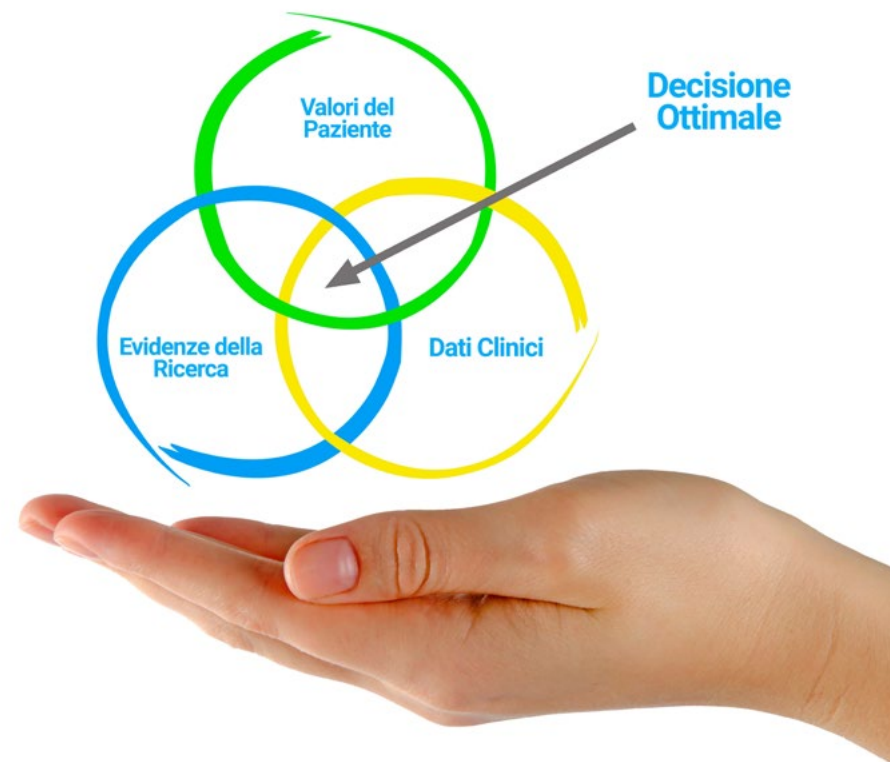 Valori del
Paziente
Decisione
Ottimale
Evidenze della
Ricerca
Dati Clinici